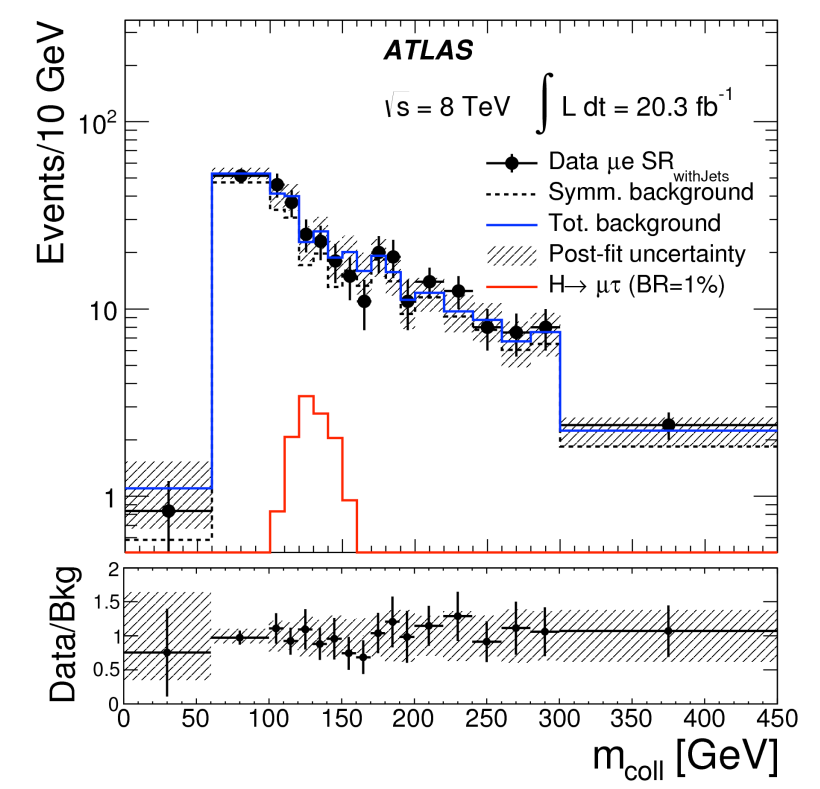 ATLAS
√s = 8 TeV ∫ L dt = 20.3 fb⁻¹
Data μe SR withJets
Symm. background
Tot. background
Post-fit uncertainty
H→ μτ (BR=1%)
Events/10 GeV
10²
10
1
Data/Bkg
2
1.5
1
0.5
0
0 50 100 150 200 250 300 350 400 450
m_coll [GeV]